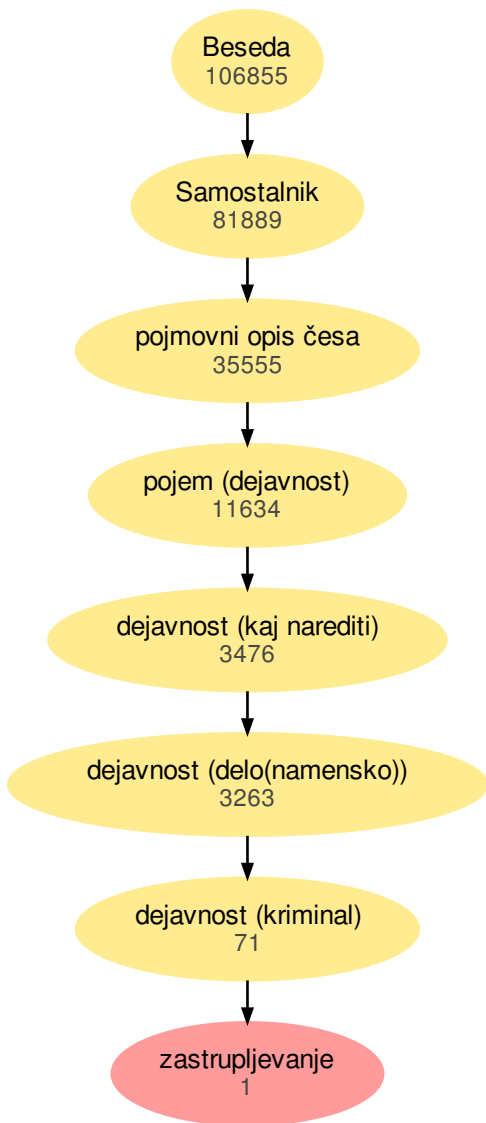 Beseda
106855
Samostalnik
81889
pojmovni opis česa
35555
pojem (dejavnost)
11634
dejavnost (kaj narediti)
3476
dejavnost (delo(namensko))
3263
dejavnost (kriminal)
71
zastrupljevanje
1